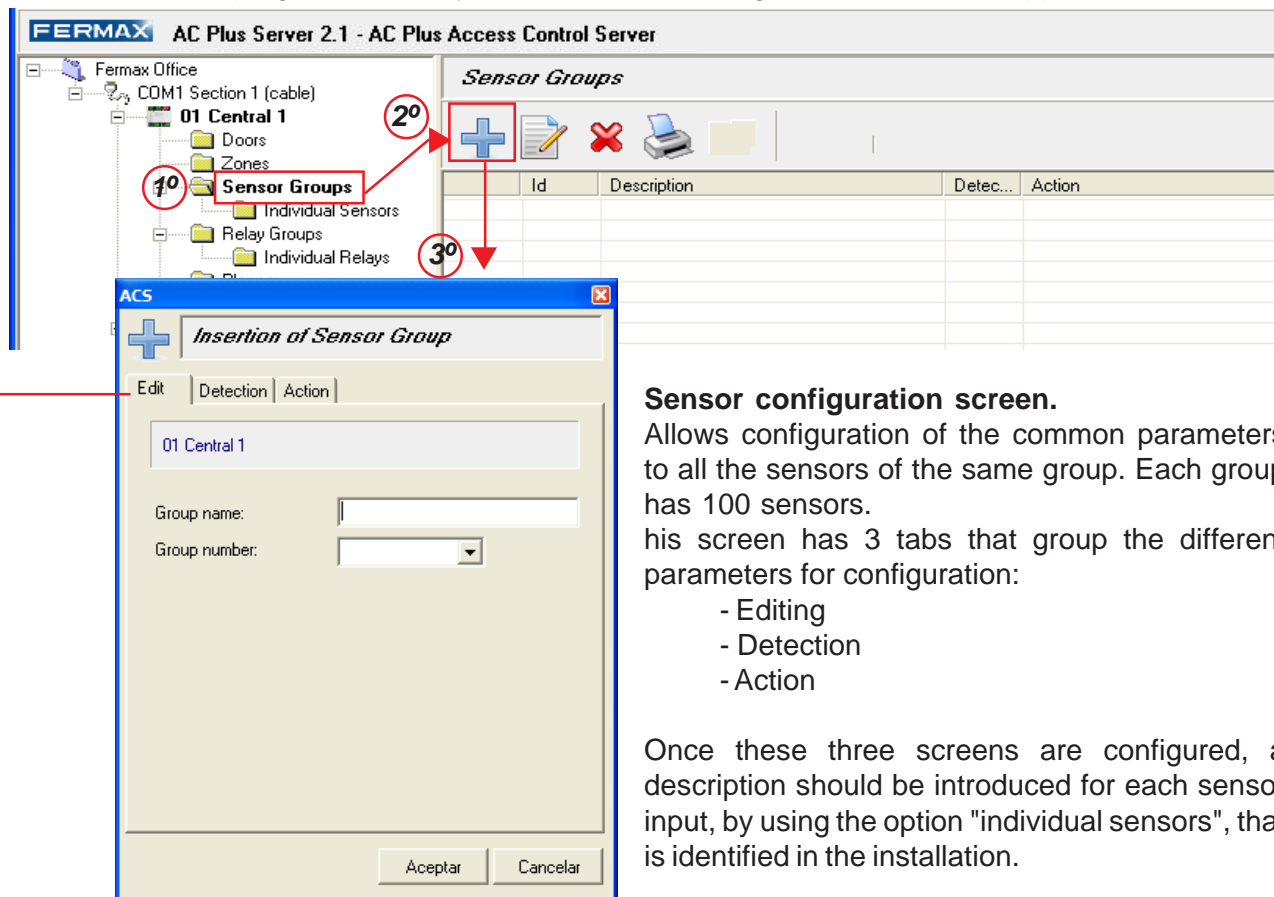 FERMAX AC Plus Server 2.1 - AC Plus Access Control Server
Fermax Office
COM1 Section 1 (cable)
01 Central 1
Doors
Zones
1º Sensor Groups
Individual Sensors
Relay Groups
Individual Relays
Sensor Groups
2º
Id Description Detec... Action
3º
ACS
Insertion of Sensor Group
Edit Detection Action
01 Central 1
Group name:
Group number:
Aceptar Cancelar
Sensor configuration screen.
Allows configuration of the common parameters
to all the sensors of the same group. Each group
has 100 sensors.
his screen has 3 tabs that group the differen
parameters for configuration:
- Editing
- Detection
- Action
Once these three screens are configured, a
description should be introduced for each senso
input, by using the option "individual sensors", tha
is identified in the installation.